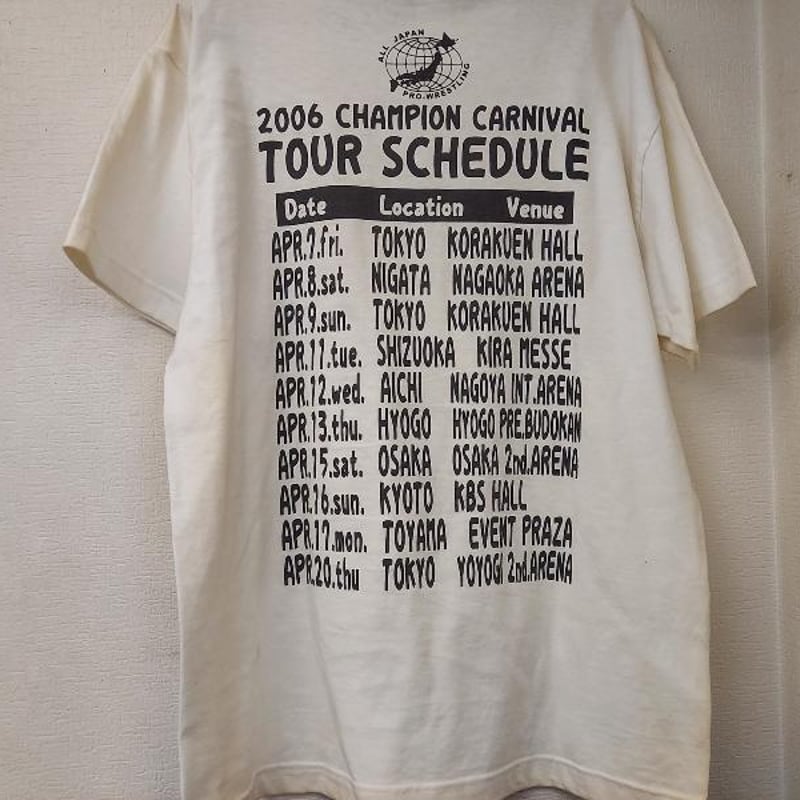 ALL JAPAN
PRO-WRESTLING
2006 CHAMPION CARNIVAL
TOUR SCHEDULE
Date Location Venue
APR.7.fri. TOKYO KORAKUEN HALL
APR.8.sat. NIGATA NAGAOKA ARENA
APR.9.sun. TOKYO KORAKUEN HALL
APR.11.tue. SHIZUOKA KIRA MESSE
APR.12.wed. AICHI NAGOYA INT.ARENA
APR.13.thu. HYOGO HYOGO PRE.BUDOKAN
APR.15.sat. OSAKA OSAKA 2nd.ARENA
APR.16.sun. KYOTO KBS HALL
APR.17.mon. TOYAMA EVENT PRAZA
APR.20.thu TOKYO YOYOGI 2nd.ARENA